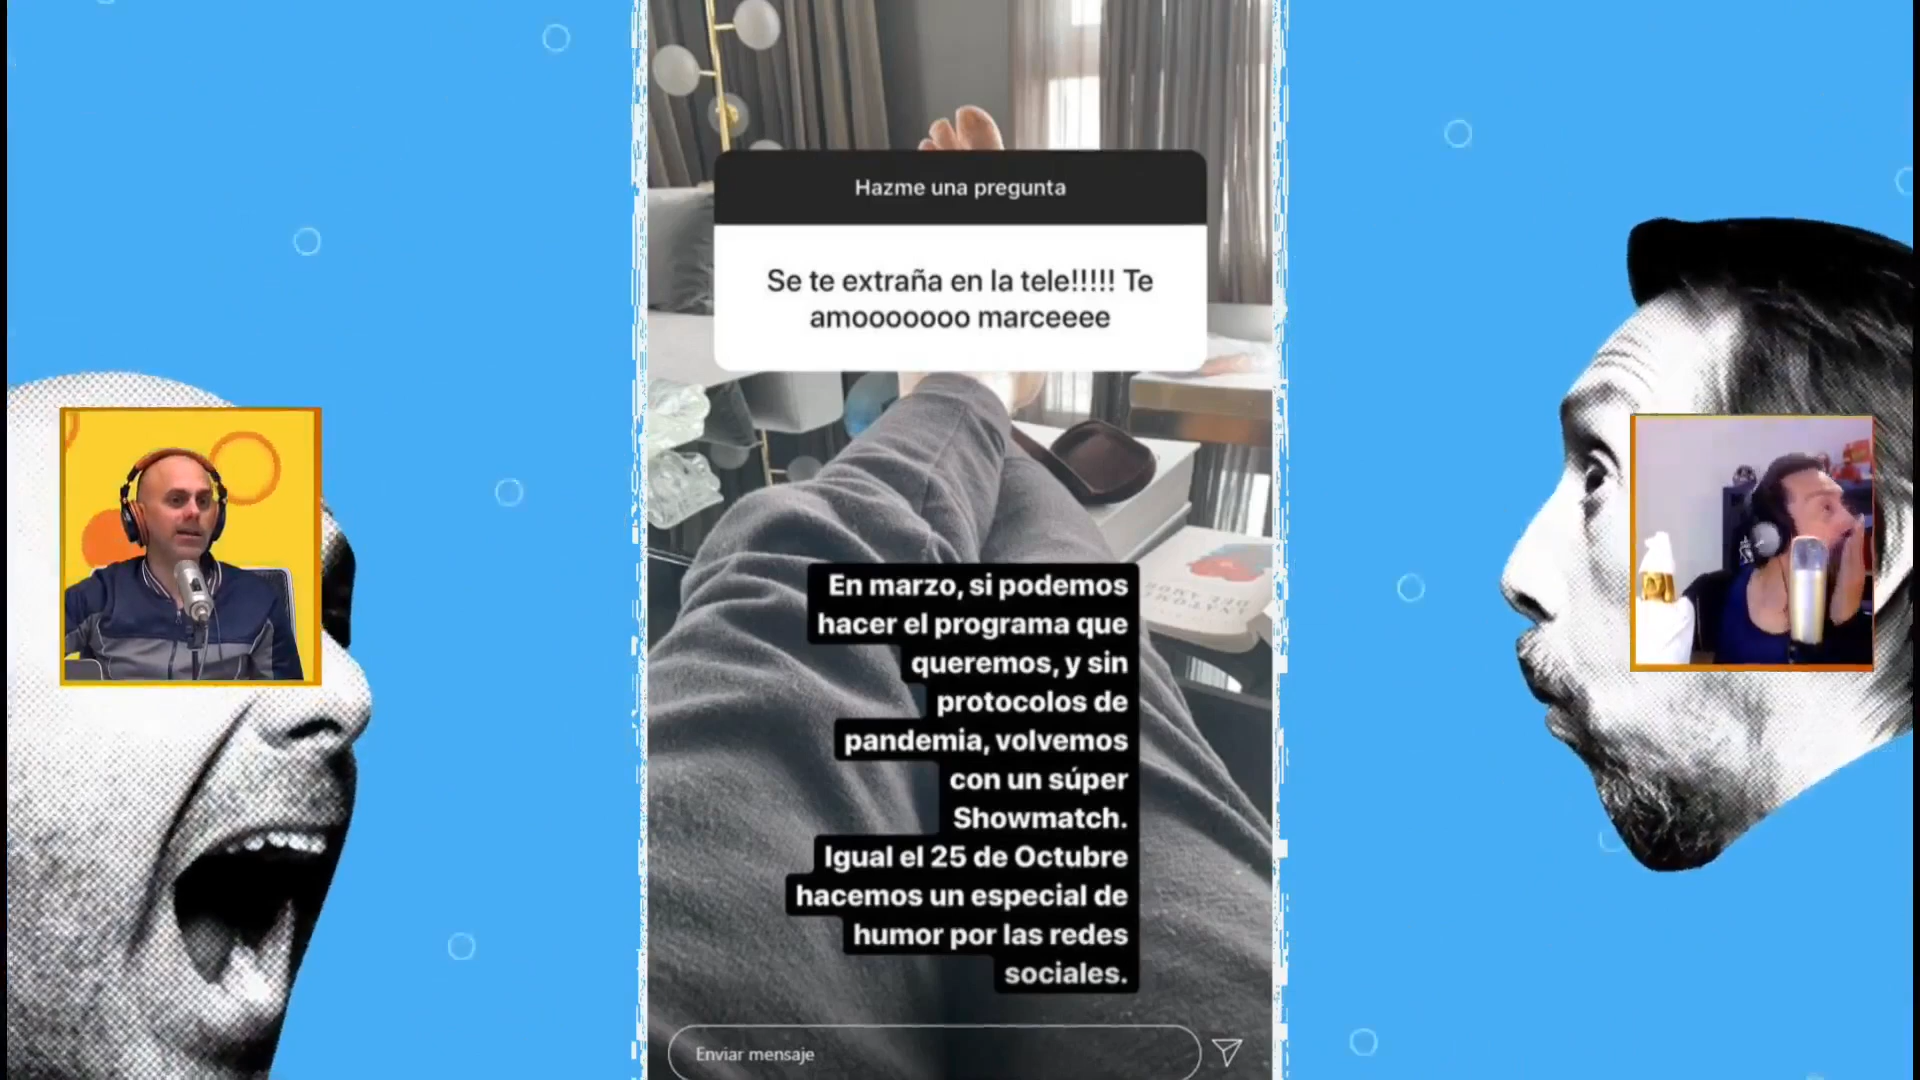 Hazme una pregunta
Se te extraña en la tele!!!!! Te
amooooooo marceeee
En marzo, si podemos
hacer el programa que
queremos, y sin
protocolos de
pandemia, volvemos
con un súper
Showmatch.
Igual el 25 de Octubre
hacemos un especial de
humor por las redes
sociales.
Enviar mensaje